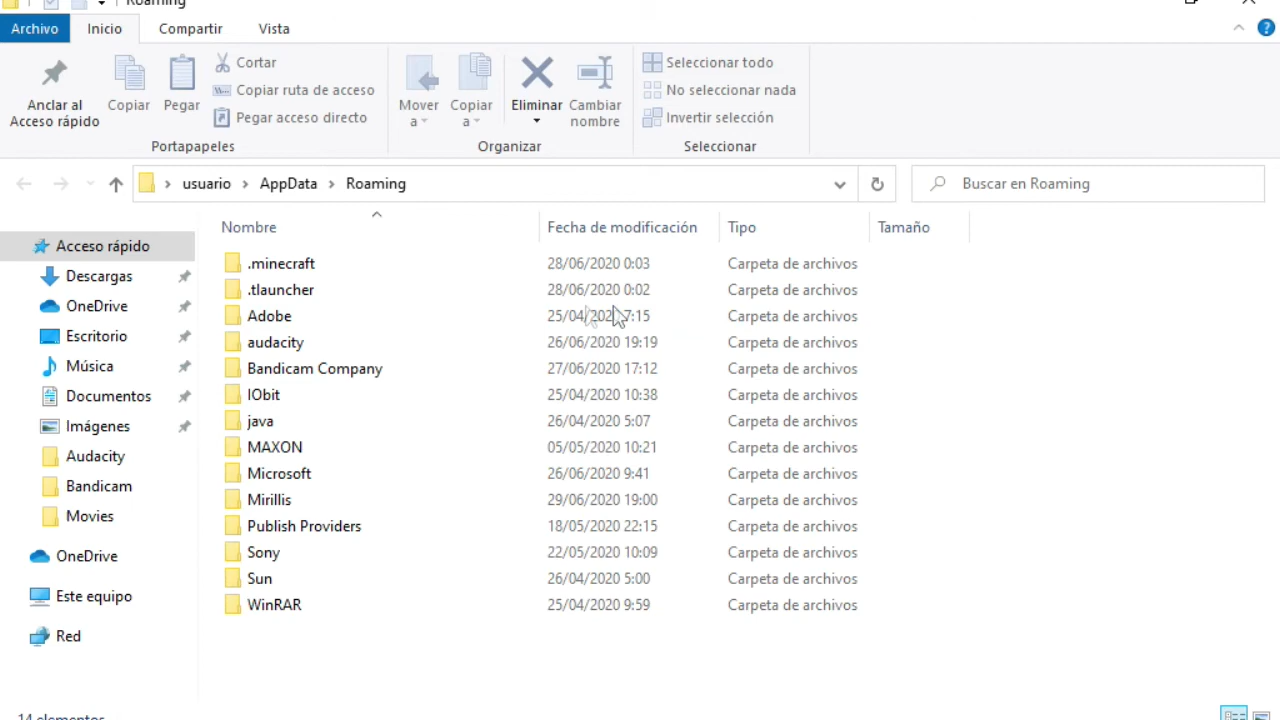 Roaming
Archivo Inicio Compartir Vista
Anclar al Acceso rápido
Copiar
Pegar
Cortar
Copiar ruta de acceso
Pegar acceso directo
Portapapeles
Mover a
Copiar a
Eliminar
Cambiar nombre
Organizar
Seleccionar todo
No seleccionar nada
Invertir selección
Seleccionar
usuario > AppData > Roaming
Buscar en Roaming
Acceso rápido
Descargas
OneDrive
Escritorio
Música
Documentos
Imágenes
Audacity
Bandicam
Movies
OneDrive
Este equipo
Red
Nombre Fecha de modificación Tipo Tamaño
.minecraft 28/06/2020 0:03 Carpeta de archivos
.tlauncher 28/06/2020 0:02 Carpeta de archivos
Adobe 25/04/2020 7:15 Carpeta de archivos
audacity 26/06/2020 19:19 Carpeta de archivos
Bandicam Company 27/06/2020 17:12 Carpeta de archivos
IObit 25/04/2020 10:38 Carpeta de archivos
java 26/04/2020 5:07 Carpeta de archivos
MAXON 05/05/2020 10:21 Carpeta de archivos
Microsoft 26/06/2020 9:41 Carpeta de archivos
Mirillis 29/06/2020 19:00 Carpeta de archivos
Publish Providers 18/05/2020 22:15 Carpeta de archivos
Sony 22/05/2020 10:09 Carpeta de archivos
Sun 26/04/2020 5:00 Carpeta de archivos
WinRAR 25/04/2020 9:59 Carpeta de archivos
14 elementos